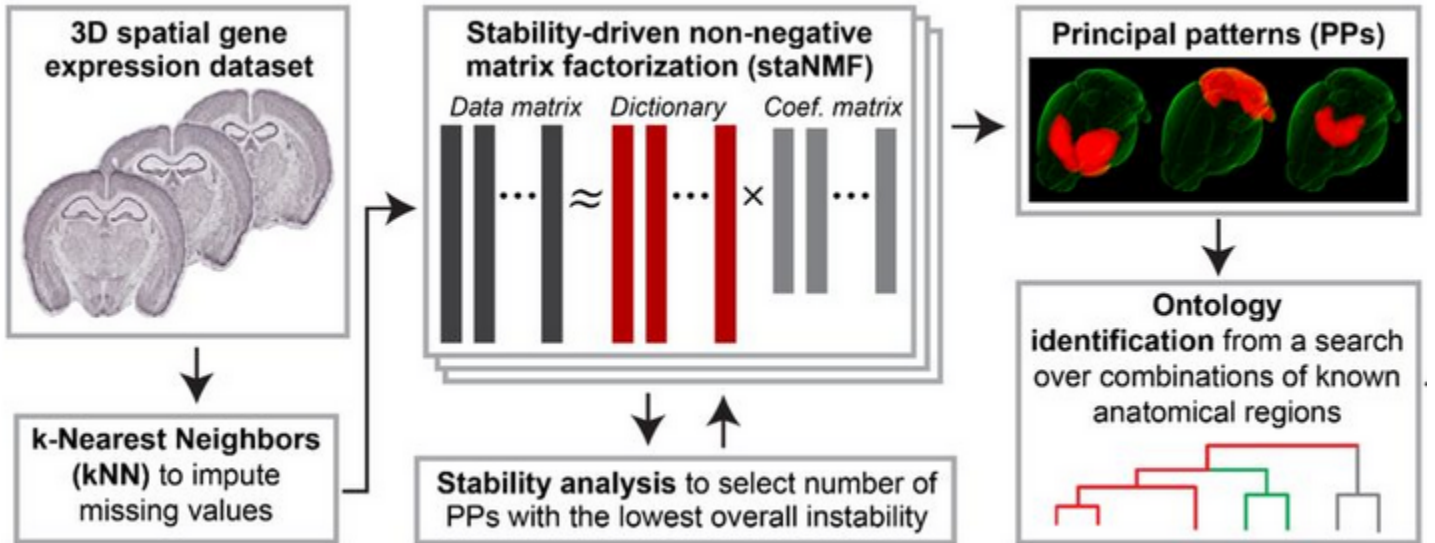 3D spatial gene
expression dataset
k-Nearest Neighbors
(kNN) to impute
missing values
Stability-driven non-negative
matrix factorization (staNMF)
Data matrix Dictionary Coef. matrix
... ≈ ... × ...
Stability analysis to select number of
PPs with the lowest overall instability
Principal patterns (PPs)
Ontology
identification from a search
over combinations of known
anatomical regions